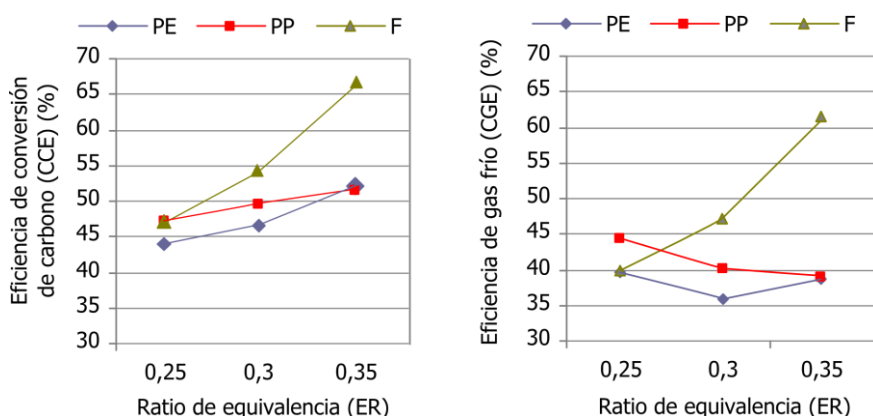 PE PP F
Eficiencia de conversión
de carbono (CCE) (%)
70
65
60
55
50
45
40
35
30
0,25 0,3 0,35
Ratio de equivalencia (ER)
PE PP F
Eficiencia de gas frío (CGE) (%)
70
65
60
55
50
45
40
35
30
0,25 0,3 0,35
Ratio de equivalencia (ER)